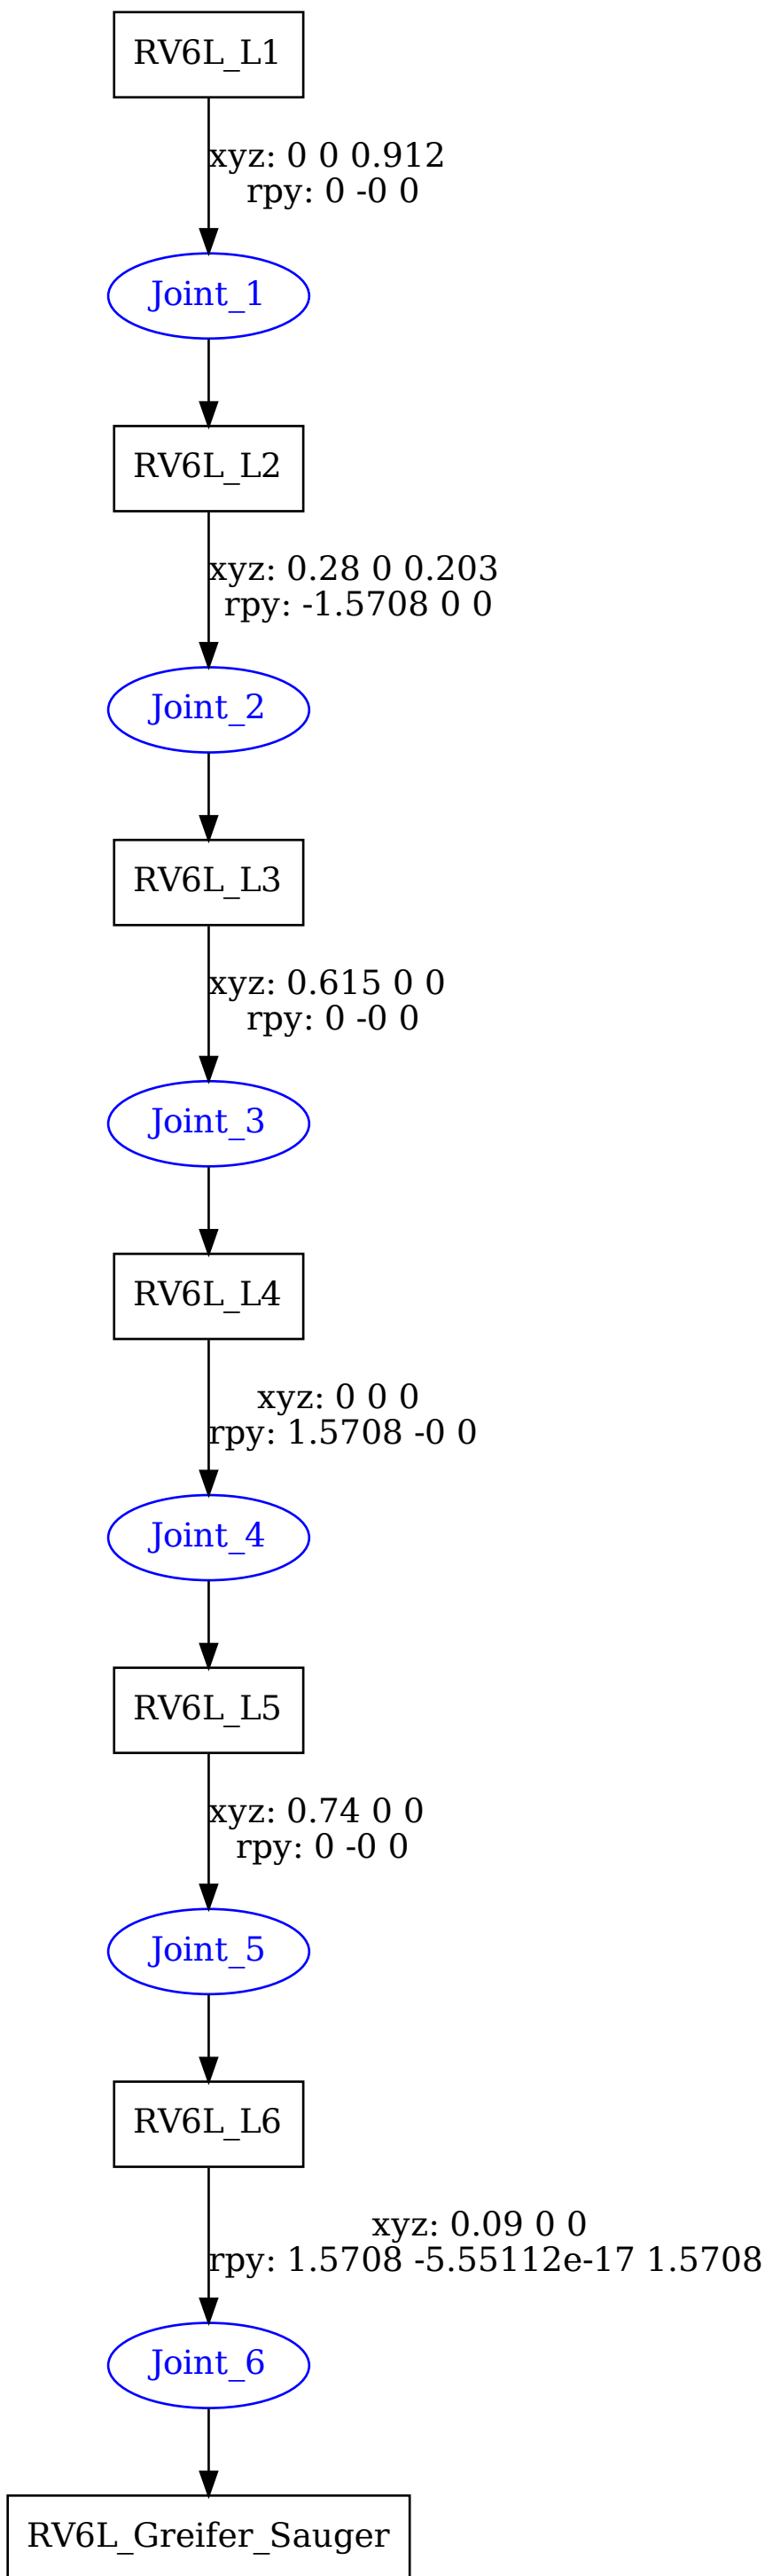 RV6L_L1
xyz: 0 0 0.912
rpy: 0 -0 0
Joint_1
RV6L_L2
xyz: 0.28 0 0.203
rpy: -1.5708 0 0
Joint_2
RV6L_L3
xyz: 0.615 0 0
rpy: 0 -0 0
Joint_3
RV6L_L4
xyz: 0 0 0
rpy: 1.5708 -0 0
Joint_4
RV6L_L5
xyz: 0.74 0 0
rpy: 0 -0 0
Joint_5
RV6L_L6
xyz: 0.09 0 0
rpy: 1.5708 -5.55112e-17 1.5708
Joint_6
RV6L_Greifer_Sauger